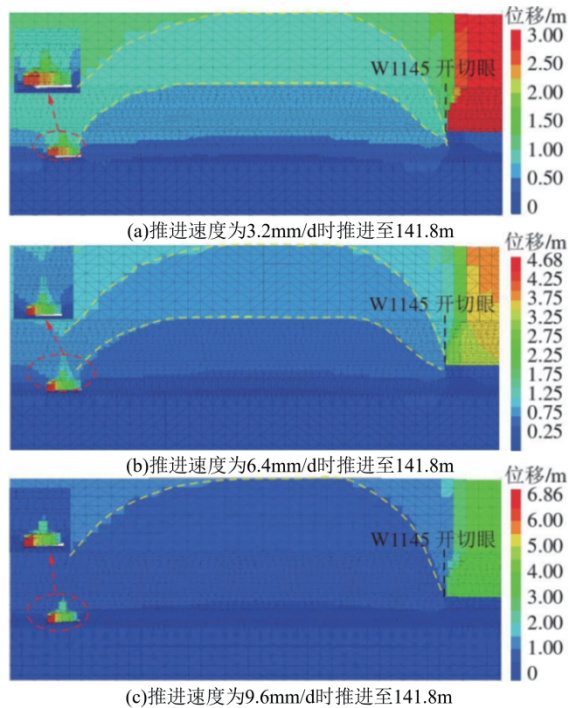 位移/m
3.00
2.50
2.00
1.50
1.00
0.50
0
W1145 开切眼
(a)推进速度为3.2mm/d时推进至141.8m
位移/m
4.68
4.25
3.75
3.25
2.75
2.25
1.75
1.25
0.75
0.25
W1145 开切眼
(b)推进速度为6.4mm/d时推进至141.8m
位移/m
6.86
6.00
5.00
4.00
3.00
2.00
1.00
0
W1145 开切眼
(c)推进速度为9.6mm/d时推进至141.8m